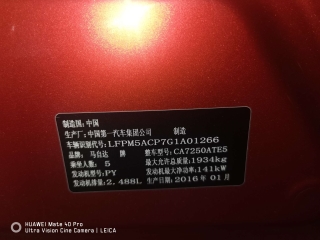 制造国：中国
生产厂：中国第一汽车集团公司 制造
车辆识别代号：LFPM5ACP7G1A01266
品牌：马自达 牌 整车型号：CA7250ATE5
乘坐人数：5 最大允许总质量：1934kg
发动机型号：PY 发动机最大净功率：141kW
发动机排量：2.488L 制造年月：2016年01月
HUAWEI Mate 40 Pro
Ultra Vision Cine Camera | LEICA